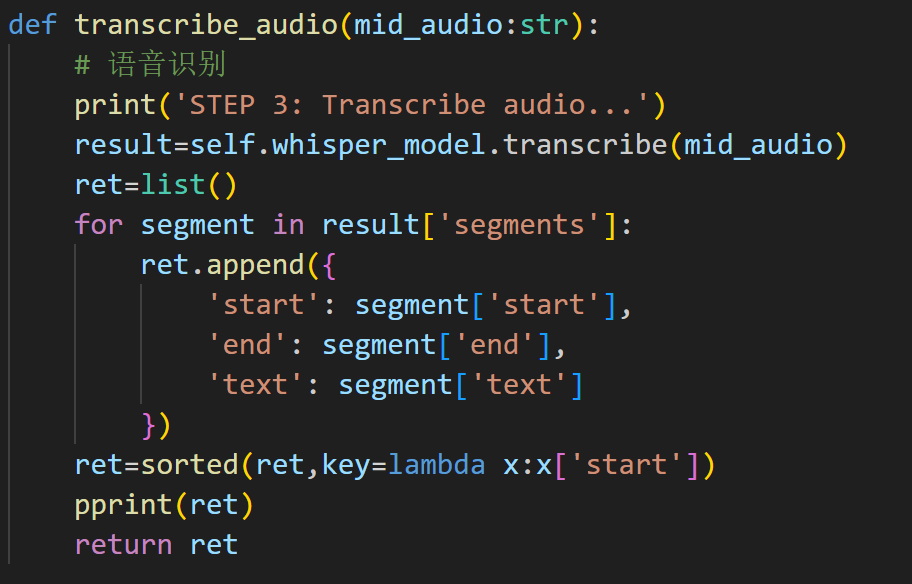 def transcribe_audio(mid_audio:str):
    # 语音识别
    print('STEP 3: Transcribe audio...')
    result=self.whisper_model.transcribe(mid_audio)
    ret=list()
    for segment in result['segments']:
        ret.append({
            'start': segment['start'],
            'end': segment['end'],
            'text': segment['text']
        })
    ret=sorted(ret,key=lambda x:x['start'])
    pprint(ret)
    return ret